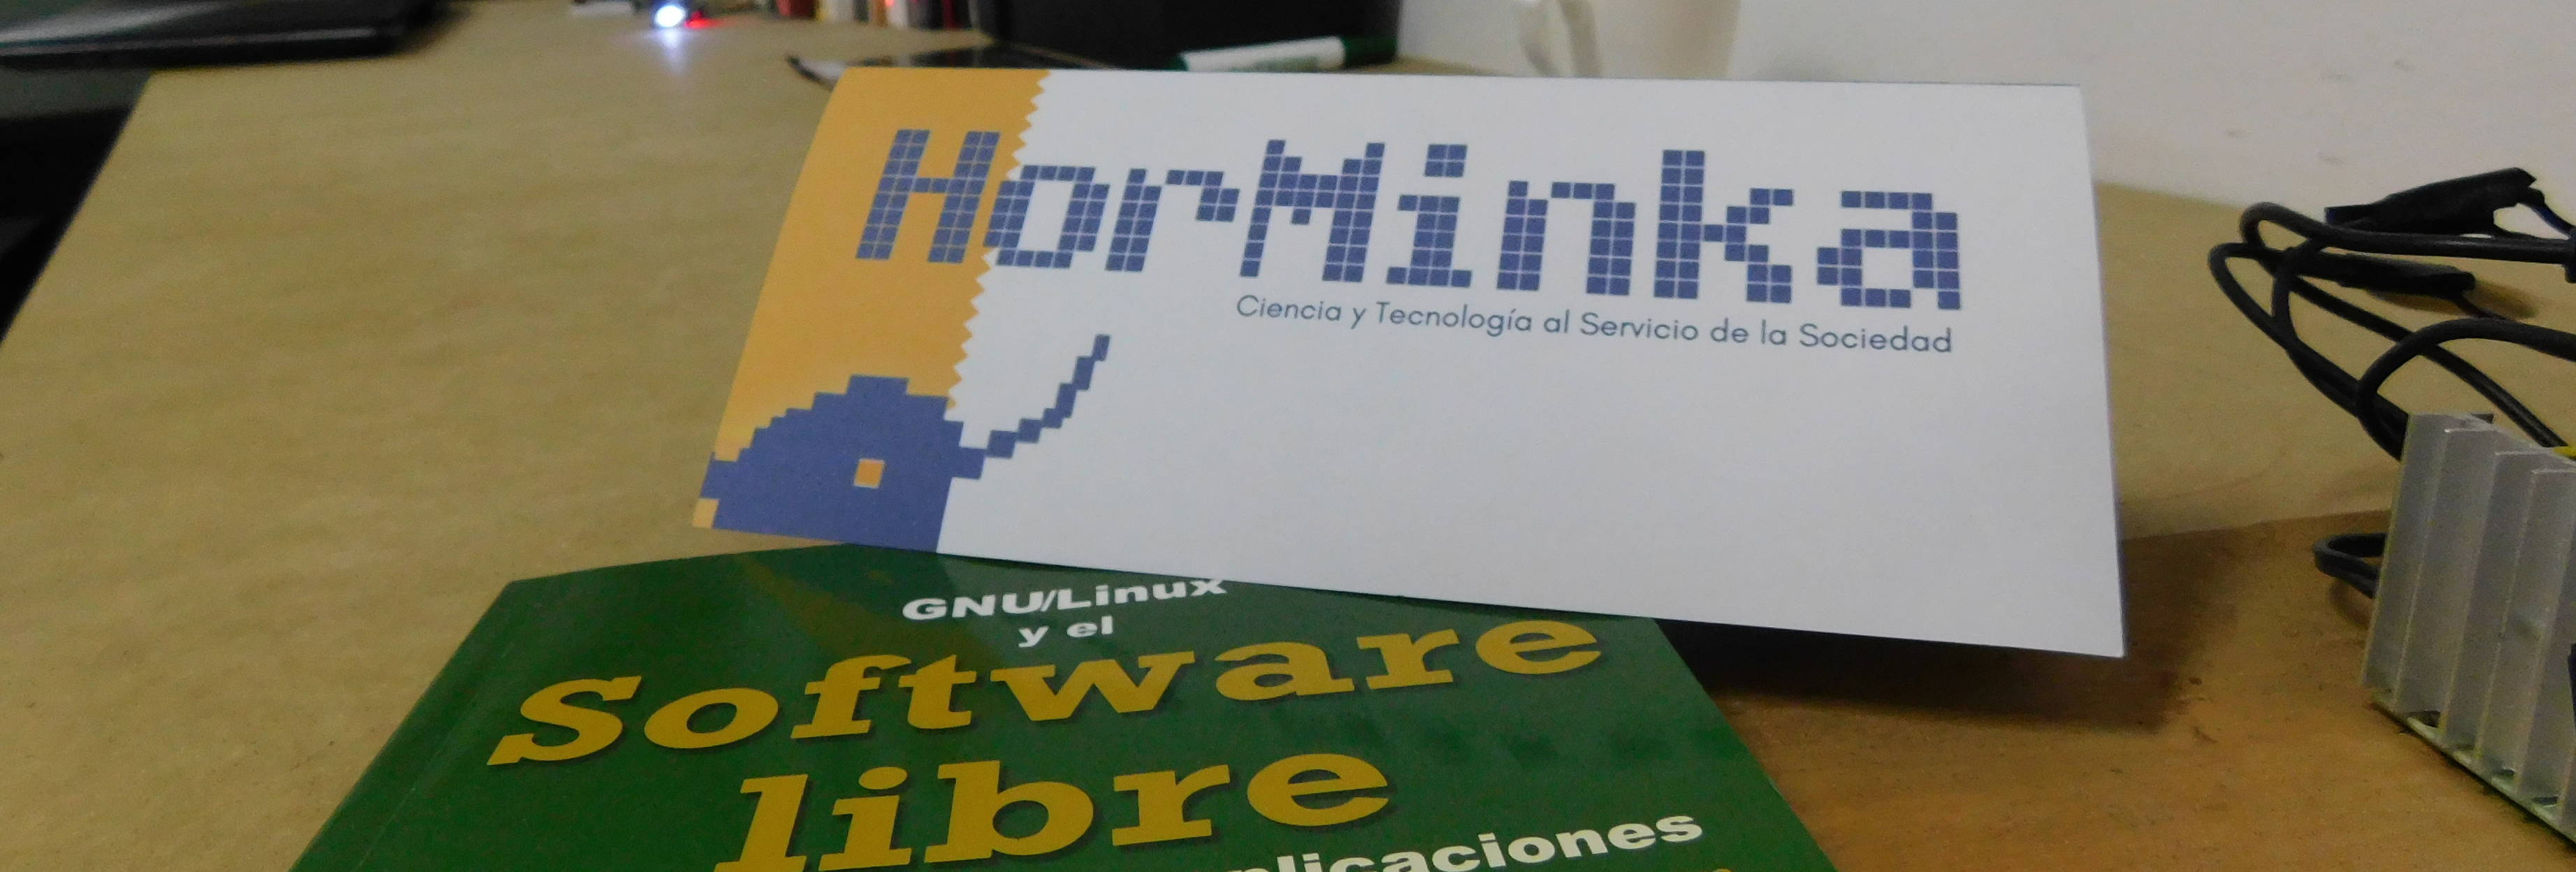 HorMinka
Ciencia y Tecnología al Servicio de la Sociedad
GNU/Linux
y el
Software
libre